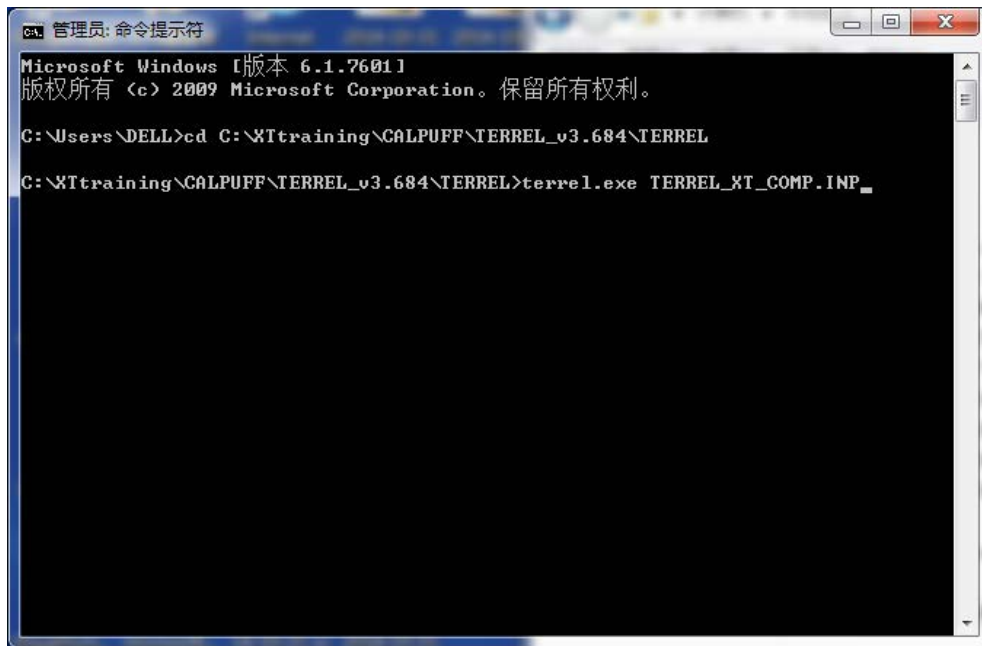 管理员: 命令提示符
Microsoft Windows [版本 6.1.7601]
版权所有 (c) 2009 Microsoft Corporation。保留所有权利。
C:\Users\DELL>cd C:\XTtraining\CALPUFF\TERREL_v3.684\TERREL
C:\XTtraining\CALPUFF\TERREL_v3.684\TERREL>terrel.exe TERREL_XT_COMP.INP_